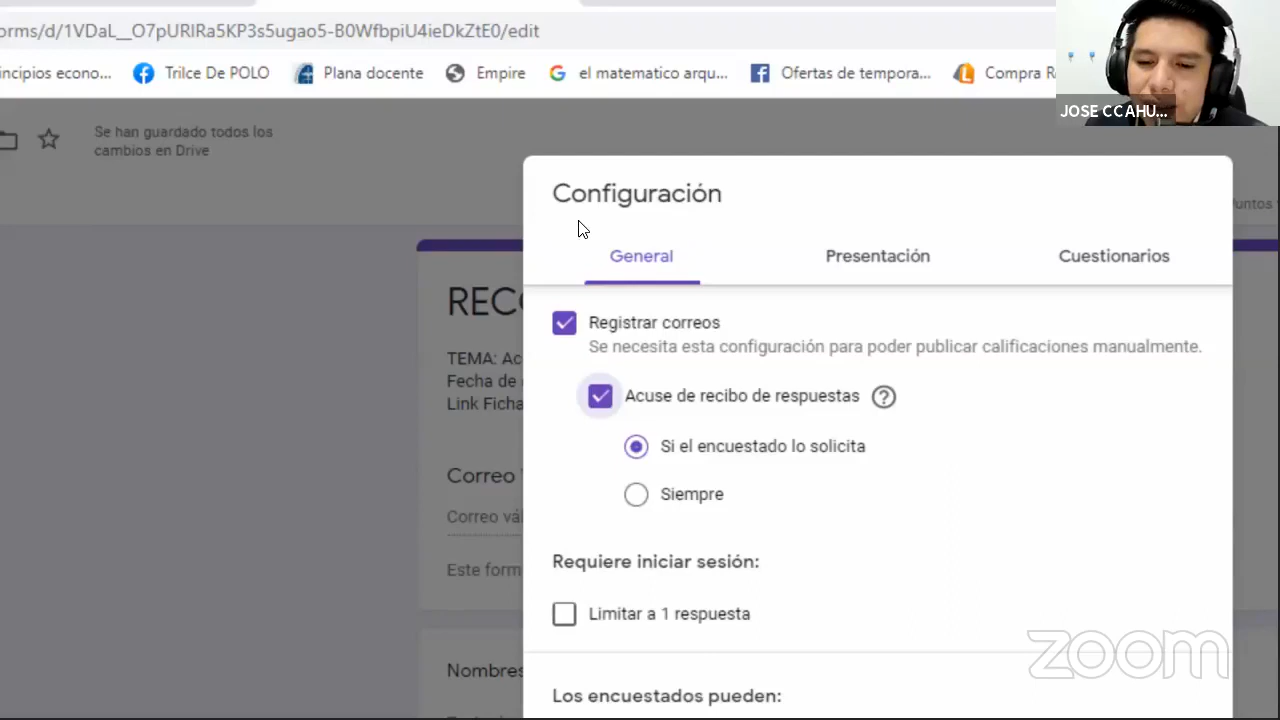 orms/d/1VDaL__O7pURlRa5KP3s5ugao5-B0WfbpiU4ieDkZtE0/edit
incipios econo... Trilce De POLO Plana docente Empire el matematico arqu... Ofertas de tempora... Compra R
JOSE CCAHU...
Se han guardado todos los
cambios en Drive
Configuración
Puntos
General Presentación Cuestionarios
REC
Registrar correos
Se necesita esta configuración para poder publicar calificaciones manualmente.
TEMA: Ac
Fecha de
Link Ficha
Acuse de recibo de respuestas
Si el encuestado lo solicita
Correo
Siempre
Correo vál
Requiere iniciar sesión:
Este form
Limitar a 1 respuesta
zoom
Nombres
Los encuestados pueden: